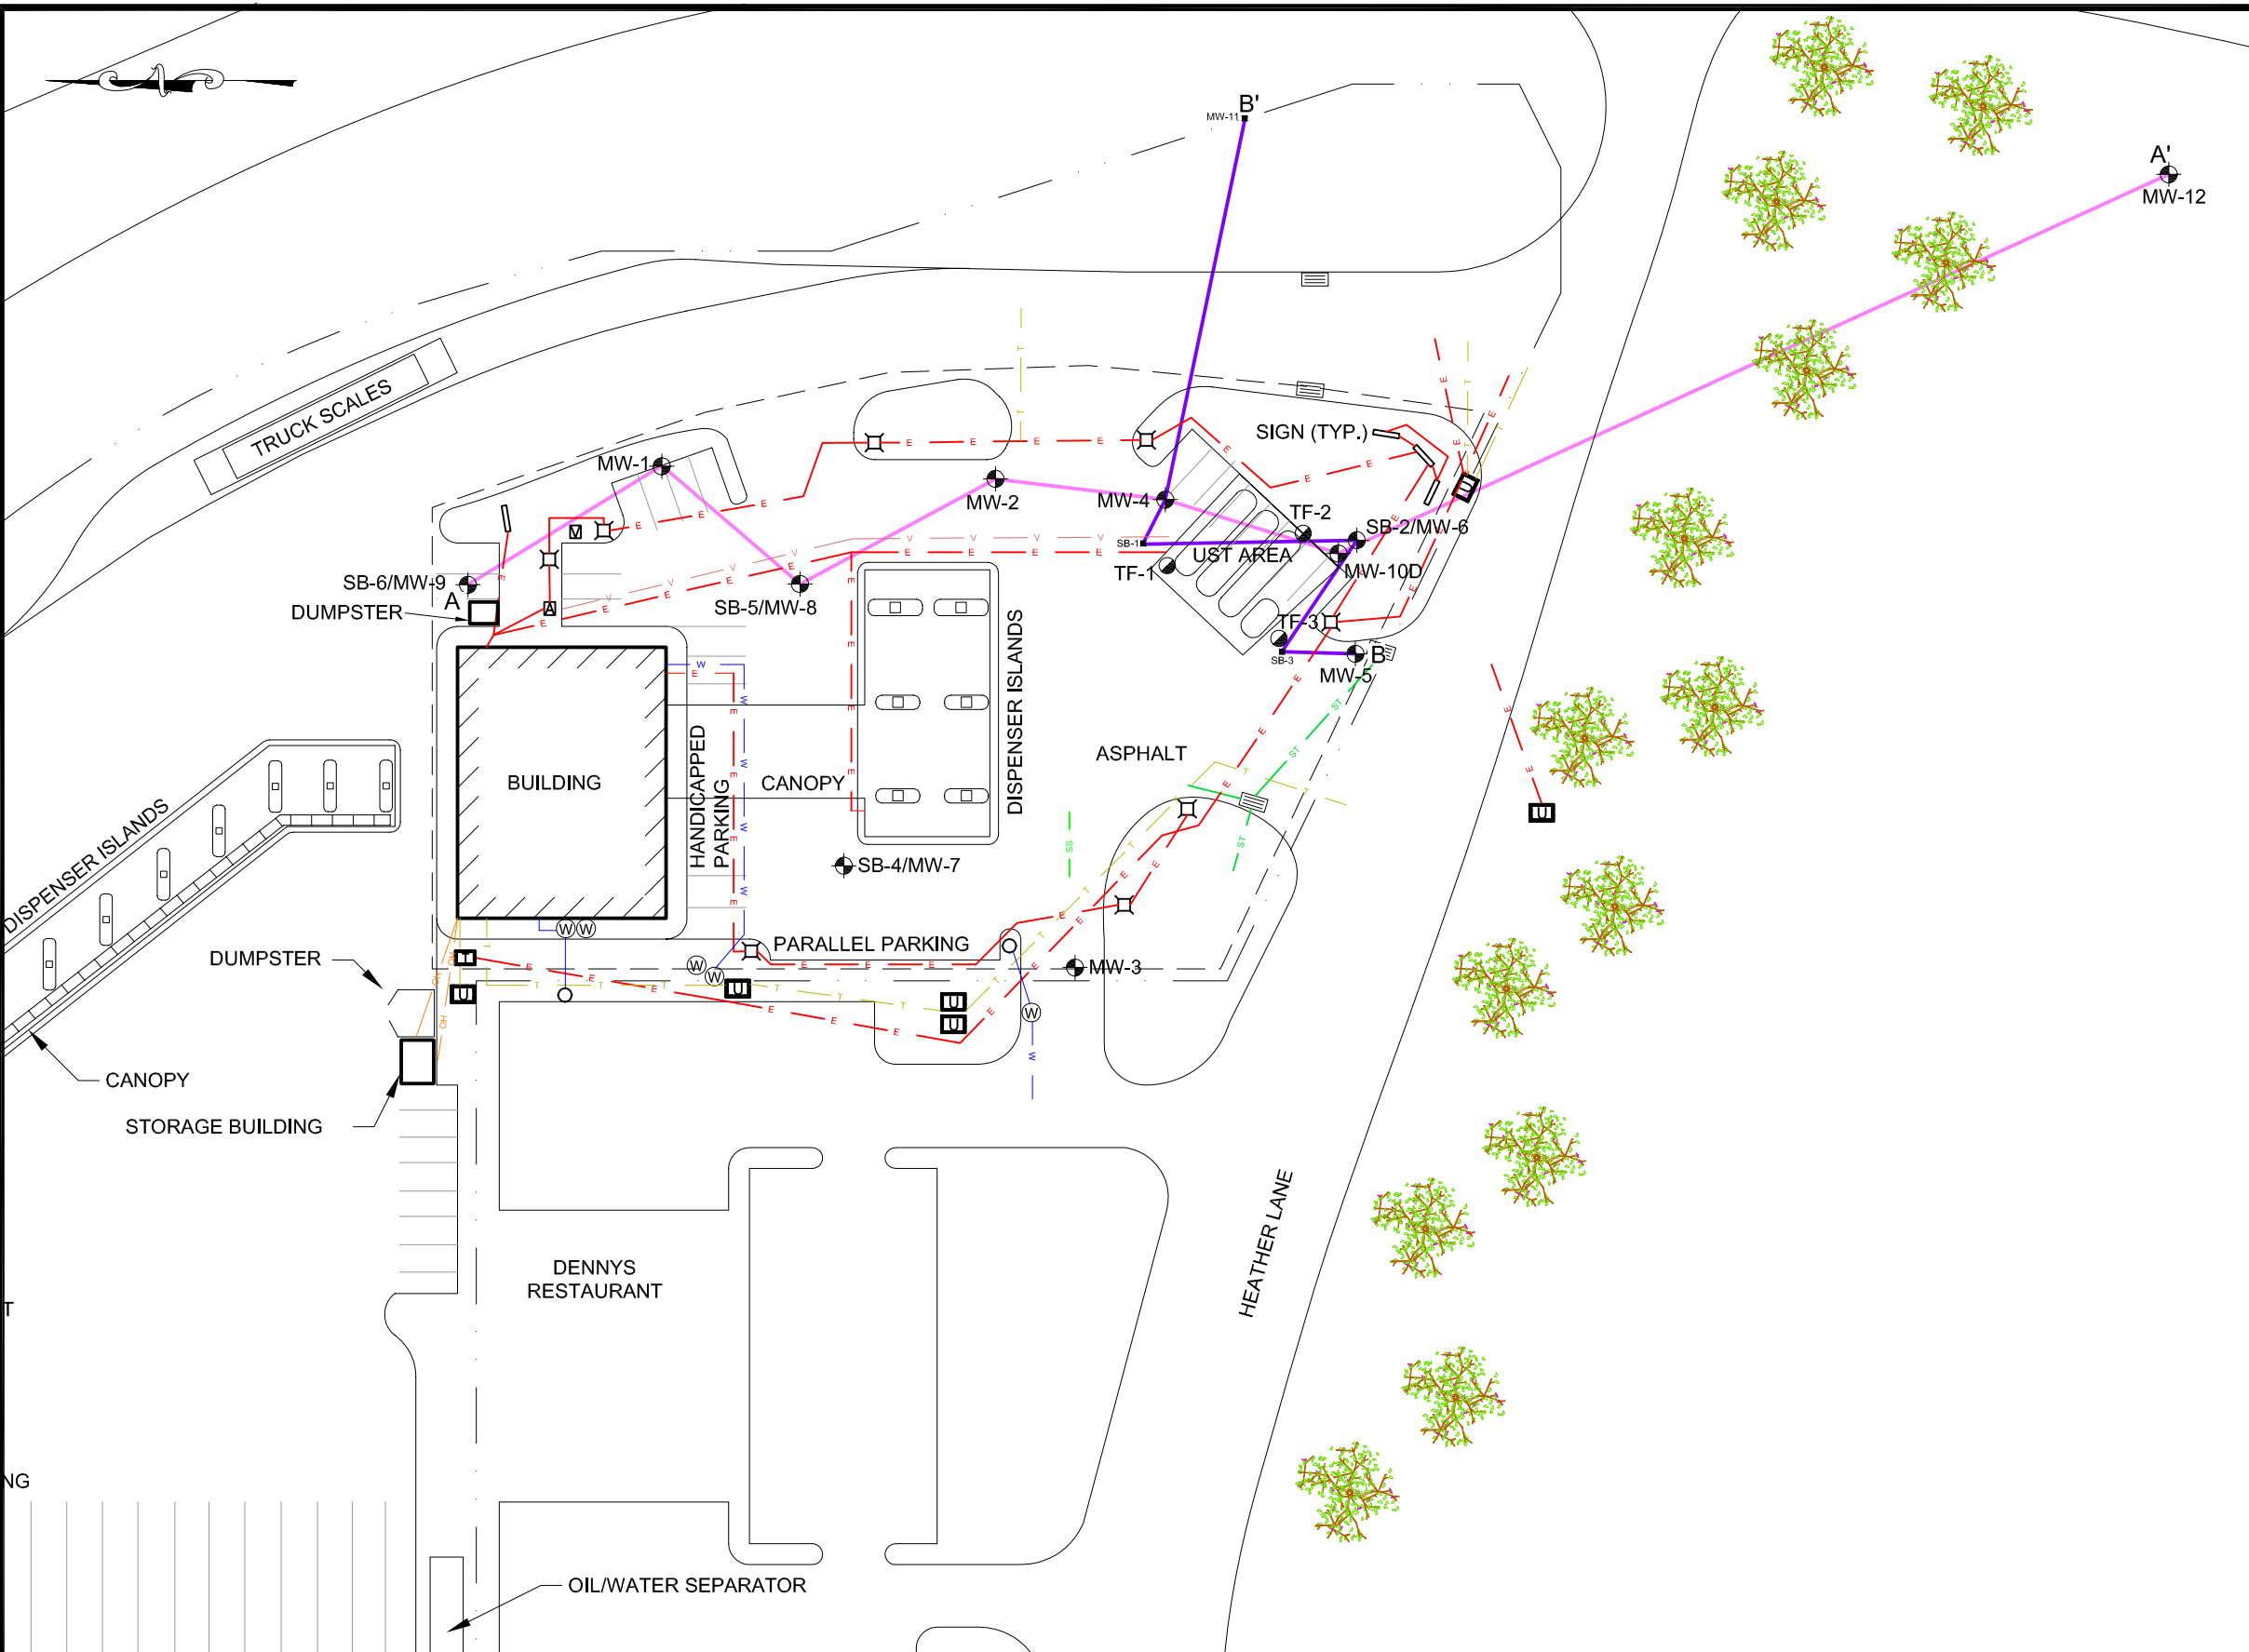 B'
MW-11
A'
MW-12
TRUCK SCALES
SIGN (TYP.)
MW-1
MW-2
MW-4
TF-2
SB-2/MW-6
SB-1
UST AREA
TF-1
MW-10D
SB-6/MW-9
A
SB-5/MW-8
DUMPSTER
TF-3
SB-3
B
MW-5
DISPENSER ISLANDS
HANDICAPPED
PARKING
BUILDING
CANOPY
ASPHALT
DISPENSER ISLANDS
SB-4/MW-7
PARALLEL PARKING
MW-3
DUMPSTER
CANOPY
STORAGE BUILDING
HEATHER LANE
DENNYS
RESTAURANT
T
NG
OIL/WATER SEPARATOR